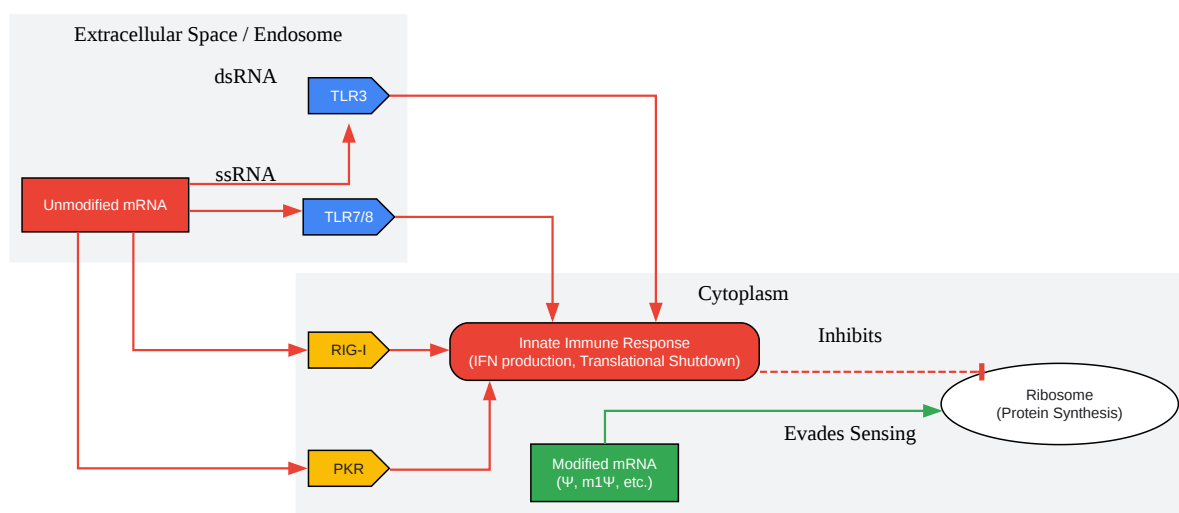 Extracellular Space / Endosome
dsRNA
TLR3
ssRNA
Unmodified mRNA
TLR7/8
Cytoplasm
Inhibits
RIG-I
Innate Immune Response
(IFN production, Translational Shutdown)
Ribosome
(Protein Synthesis)
Evades Sensing
PKR
Modified mRNA
(Ψ, m1Ψ, etc.)